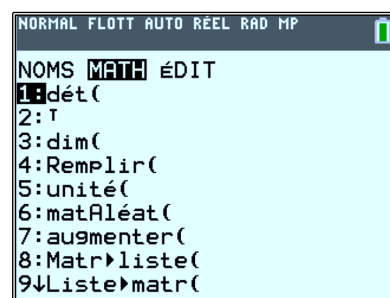 NORMAL FLOTT AUTO RÉEL RAD MP
NOMS MATH ÉDIT
1:dét(
2:ᵀ
3:dim(
4:Remplir(
5:unité(
6:matAléat(
7:augmenter(
8:Matr▶liste(
9↓Liste▶matr(